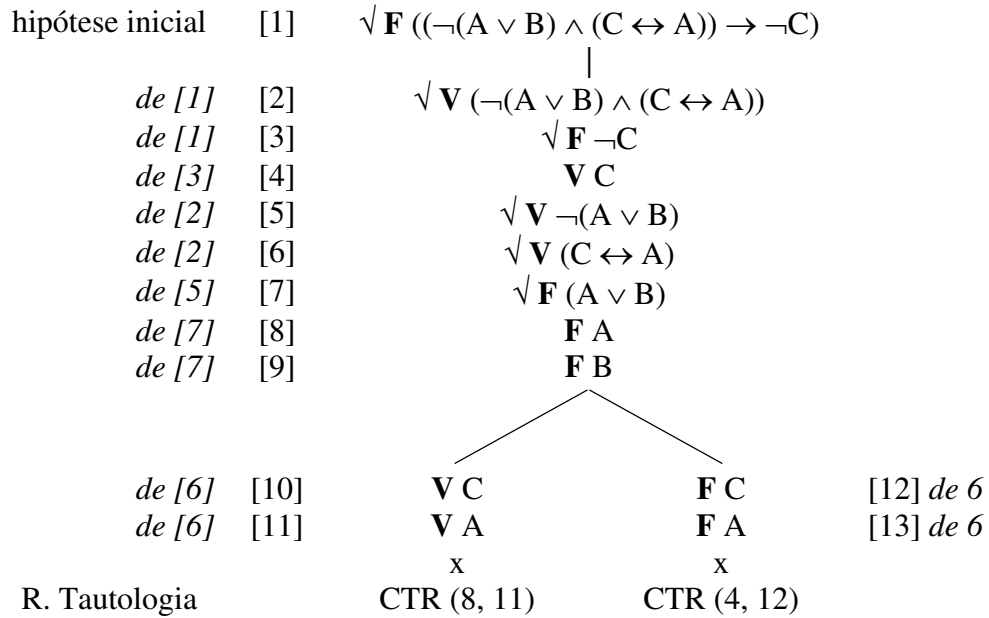 hipótese inicial [1] √ F ((¬(A ∨ B) ∧ (C ↔ A)) → ¬C)
de [1] [2] √ V (¬(A ∨ B) ∧ (C ↔ A))
de [1] [3] √ F ¬C
de [3] [4] V C
de [2] [5] √ V ¬(A ∨ B)
de [2] [6] √ V (C ↔ A)
de [5] [7] √ F (A ∨ B)
de [7] [8] F A
de [7] [9] F B
de [6] [10] V C F C [12] de 6
de [6] [11] V A F A [13] de 6
x x
R. Tautologia CTR (8, 11) CTR (4, 12)